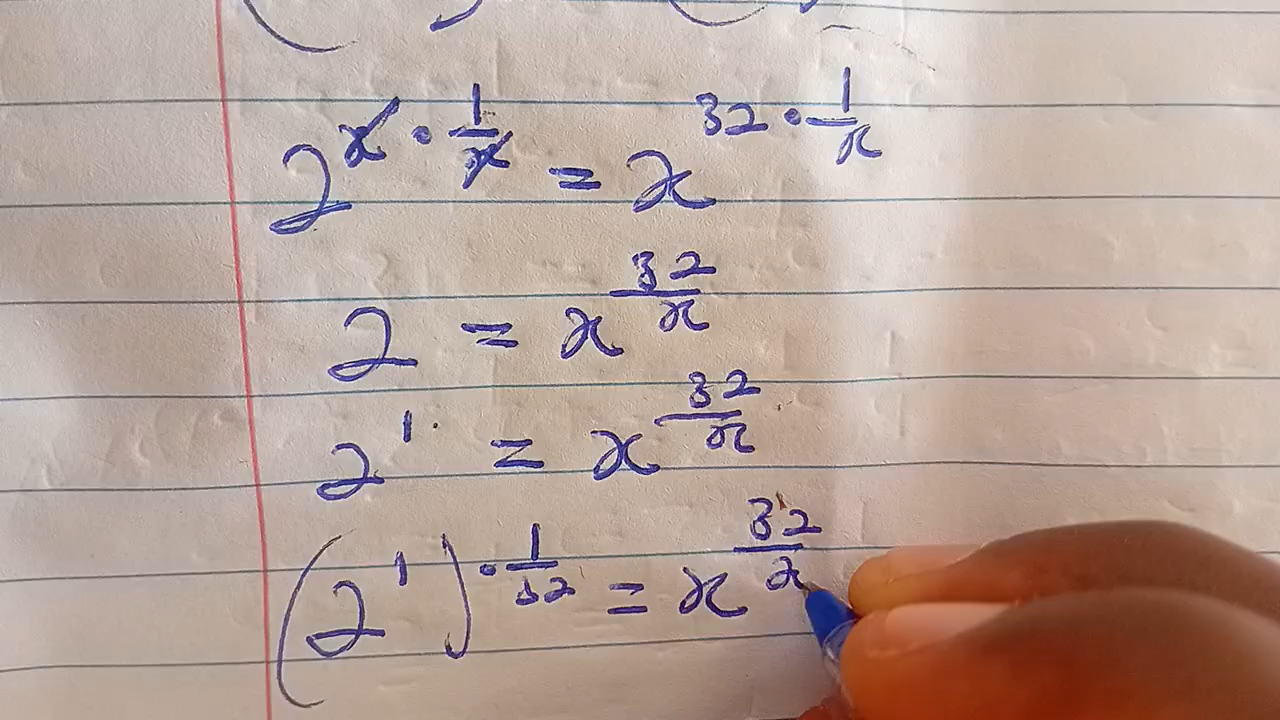 2^{x · 1/x} = x^{32 · 1/x}
2 = x^{32/x}
2^1 = x^{32/x}
(2^1)^{· 1/32} = x^{32/x}